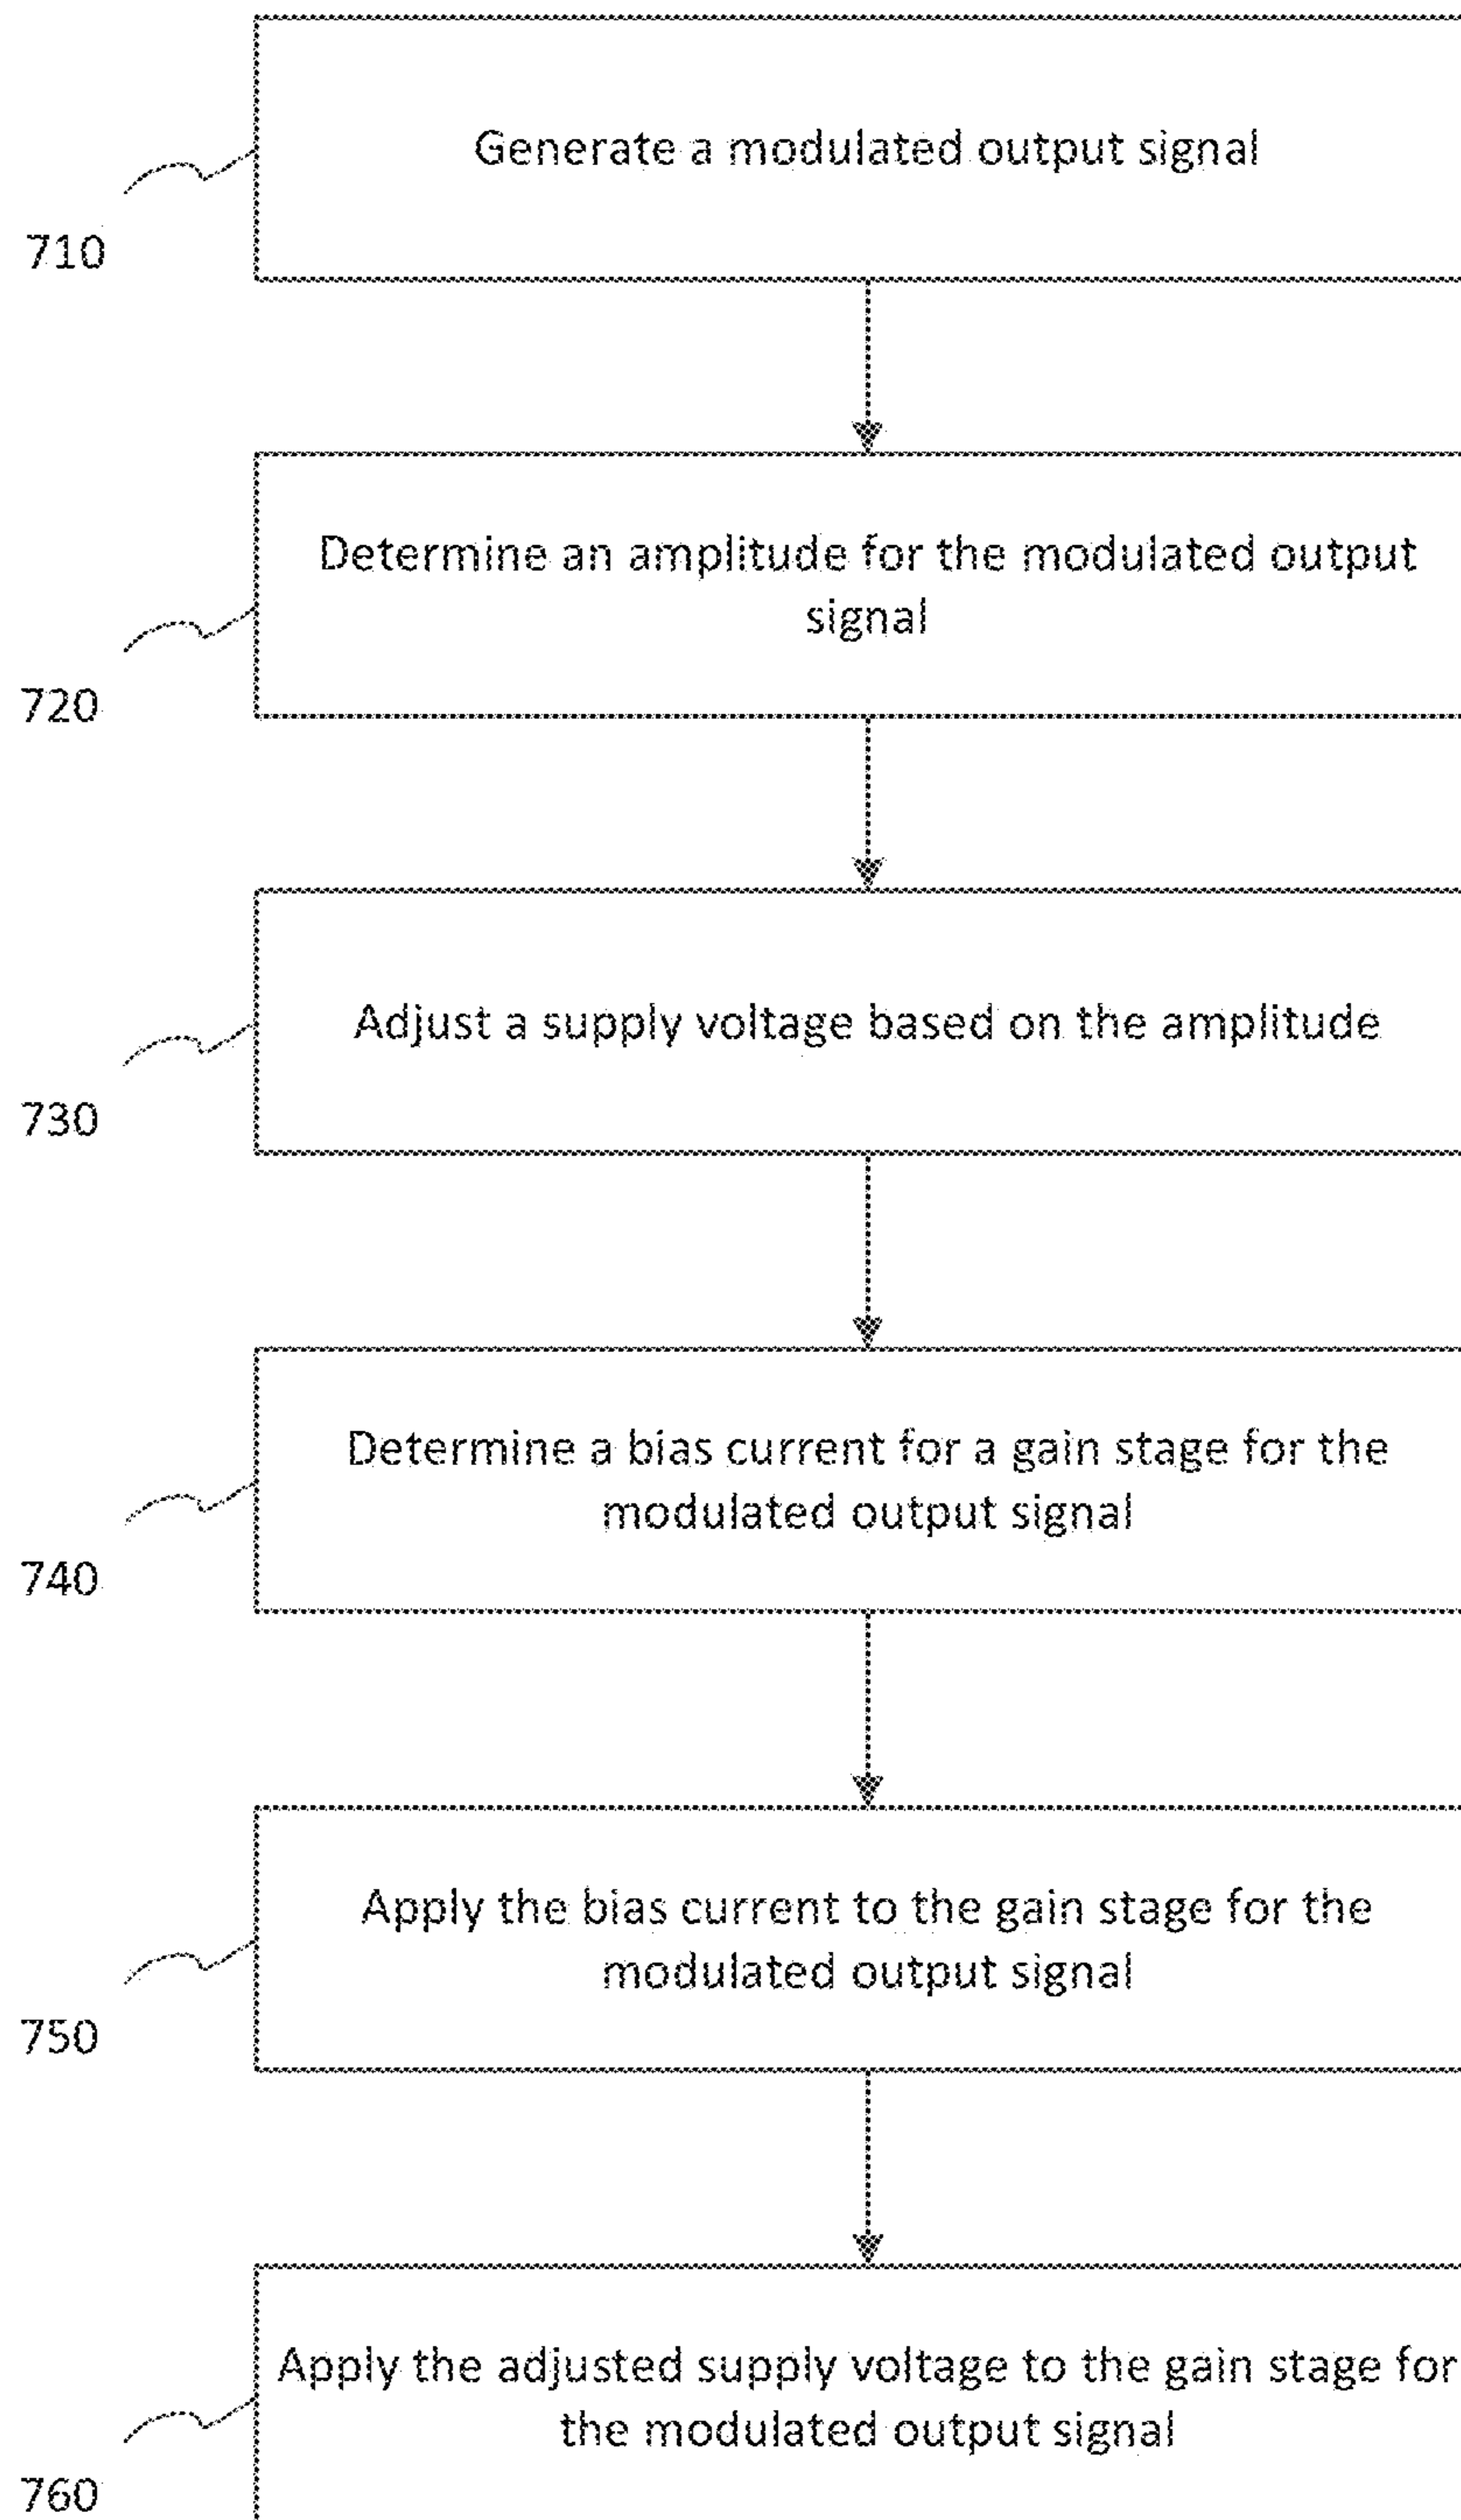 Generate a modulated output signal
710
Determine an amplitude for the modulated output
signal
720
Adjust a supply voltage based on the amplitude
730
Determine a bias current for a gain stage for the
modulated output signal
740
Apply the bias current to the gain stage for the
modulated output signal
750
Apply the adjusted supply voltage to the gain stage for
the modulated output signal
760